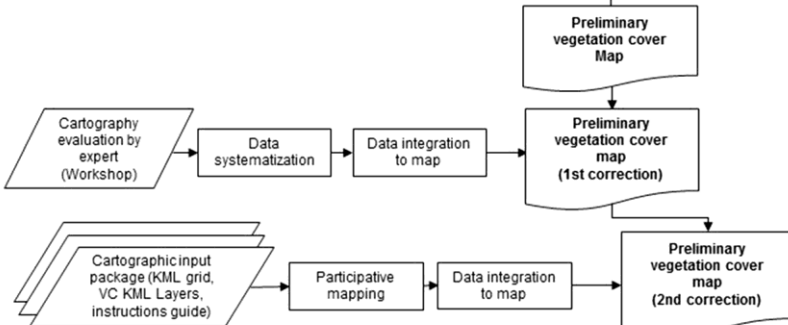 Preliminary
vegetation cover
Map
Cartography
evaluation by
expert
(Workshop)
Data
systematization
Data integration
to map
Preliminary
vegetation cover
map
(1st correction)
Cartographic input
package (KML grid,
VC KML Layers,
instructions guide)
Participative
mapping
Data integration
to map
Preliminary
vegetation cover
map
(2nd correction)